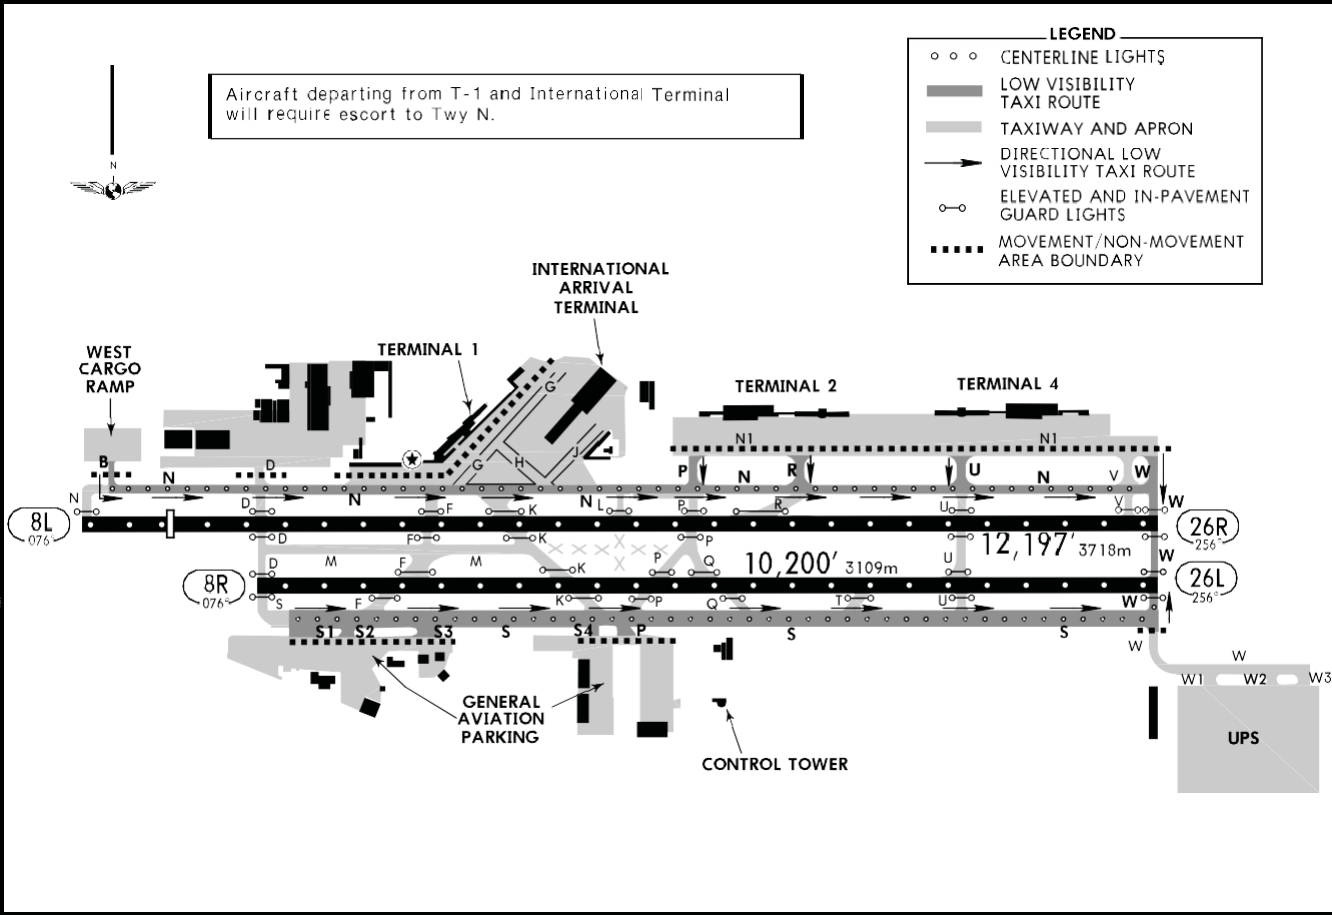 LEGEND
CENTERLINE LIGHTS
LOW VISIBILITY
TAXI ROUTE
TAXIWAY AND APRON
DIRECTIONAL LOW
VISIBILITY TAXI ROUTE
ELEVATED AND IN-PAVEMENT
GUARD LIGHTS
MOVEMENT/NON-MOVEMENT
AREA BOUNDARY
Aircraft departing from T-1 and International Terminal
will require escort to Twy N.
N
INTERNATIONAL
ARRIVAL
TERMINAL
WEST
CARGO
RAMP
TERMINAL 1
TERMINAL 2
TERMINAL 4
G
N1 N1
B D G H J
N P N R U N V W
N D N F K N L P R U V W
8L
076°
26R
256°
D F K P
10,200' 3109m
12,197' 3718m
D M F M K P Q U W
8R
076°
26L
256°
S F K P Q T U W
S1 S2 S3 S S4 P S S
W
W
W1 W2 W3
GENERAL
AVIATION
PARKING
CONTROL TOWER
UPS